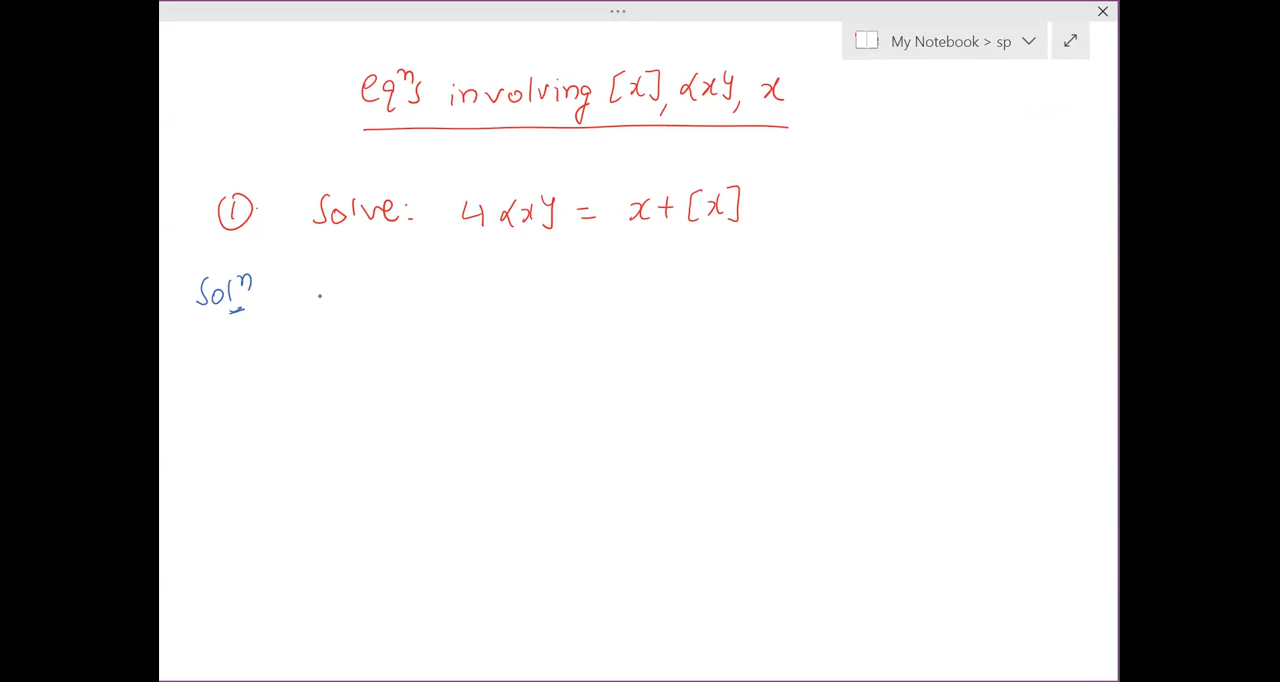 My Notebook > sp
eqⁿs involving [x], {x}, x
① Solve: 4{x} = x + [x]
Solⁿ